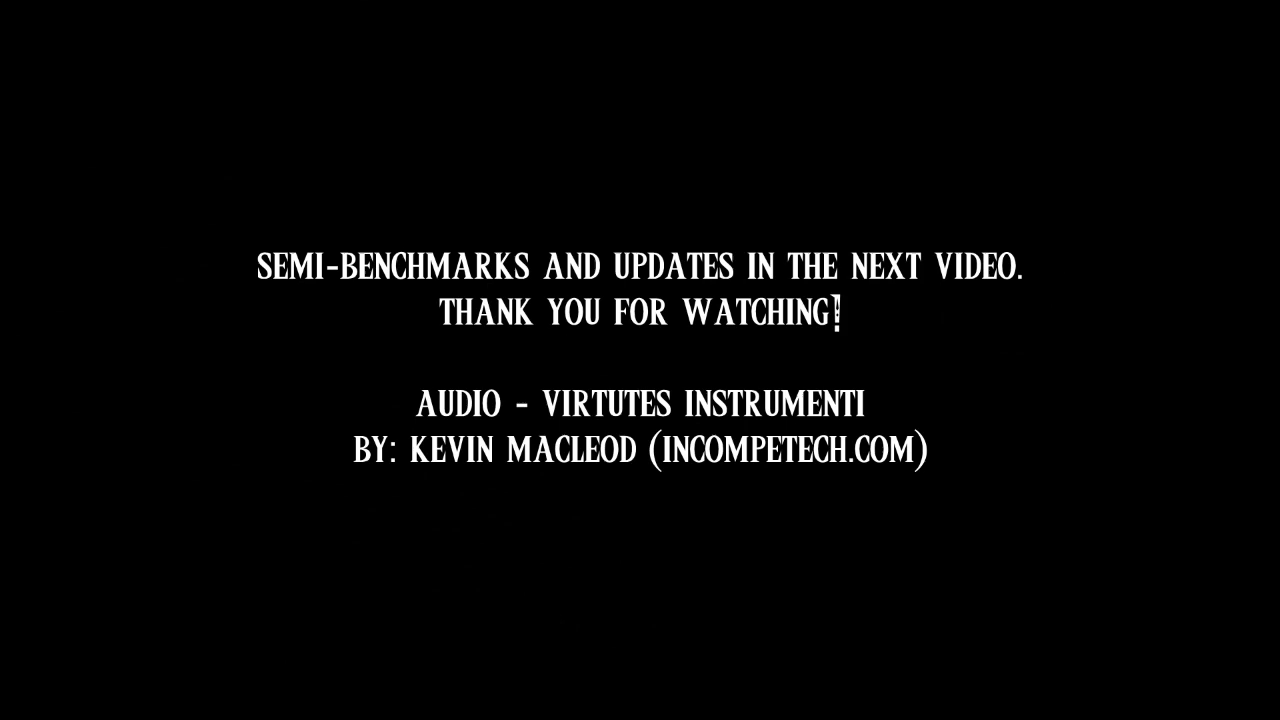 SEMI-BENCHMARKS AND UPDATES IN THE NEXT VIDEO.
THANK YOU FOR WATCHING!
AUDIO - VIRTUTES INSTRUMENTI
BY: KEVIN MACLEOD (INCOMPETECH.COM)